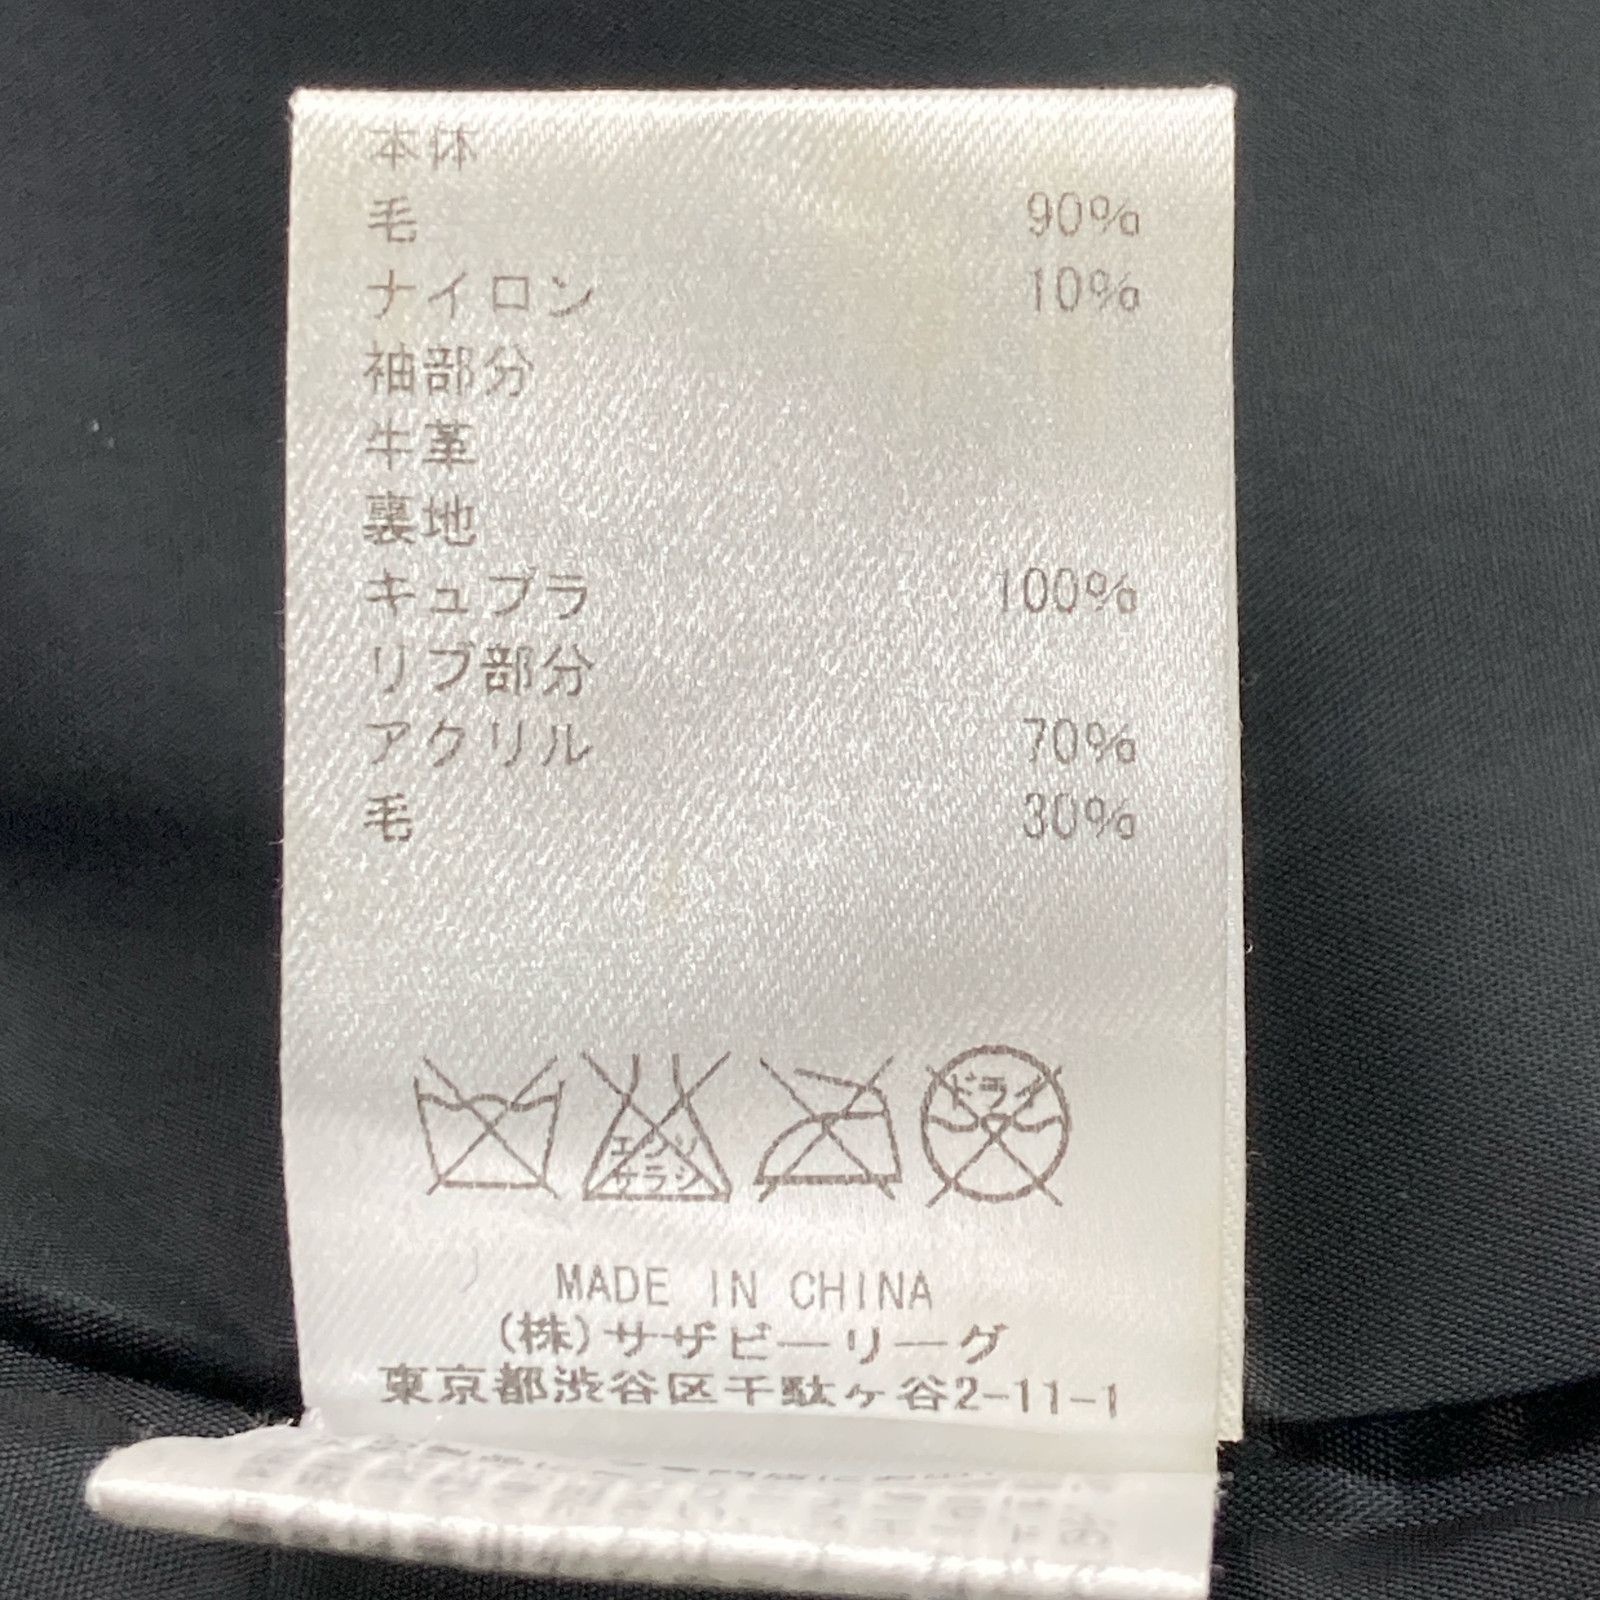 本体
毛 90%
ナイロン 10%
袖部分
牛革
裏地
キュプラ 100%
リブ部分
アクリル 70%
毛 30%
エンソ
ケラシ
ドライ
MADE IN CHINA
(株)サザビーリーグ
東京都渋谷区千駄ヶ谷2-11-1